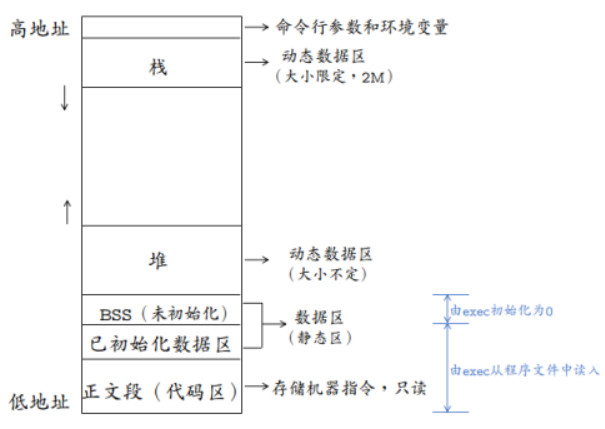 高地址
命令行参数和环境变量
栈
动态数据区
（大小限定，2M）
堆
动态数据区
（大小不定）
BSS（未初始化）
数据区
（静态区）
由exec初始化为0
已初始化数据区
由exec从程序文件中读入
正文段（代码区）
存储机器指令，只读
低地址